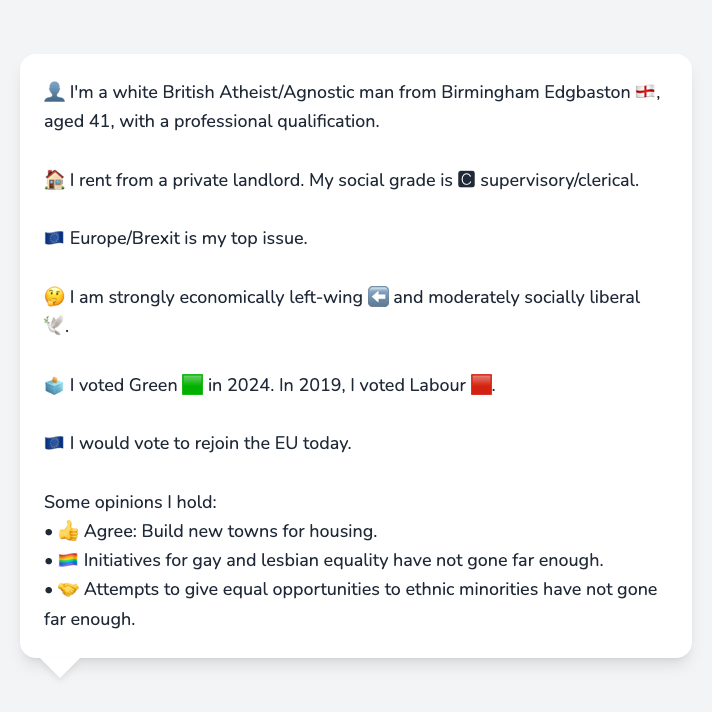 👤 I'm a white British Atheist/Agnostic man from Birmingham Edgbaston 🏴󠁧󠁢󠁥󠁮󠁧󠁿,
aged 41, with a professional qualification.
🏠 I rent from a private landlord. My social grade is 🅲 supervisory/clerical.
🇪🇺 Europe/Brexit is my top issue.
🤔 I am strongly economically left-wing ⬅️ and moderately socially liberal
🕊️.
🗳️ I voted Green 🟩 in 2024. In 2019, I voted Labour 🟥.
🇪🇺 I would vote to rejoin the EU today.
Some opinions I hold:
• 👍 Agree: Build new towns for housing.
• 🏳️‍🌈 Initiatives for gay and lesbian equality have not gone far enough.
• 🤝 Attempts to give equal opportunities to ethnic minorities have not gone
far enough.